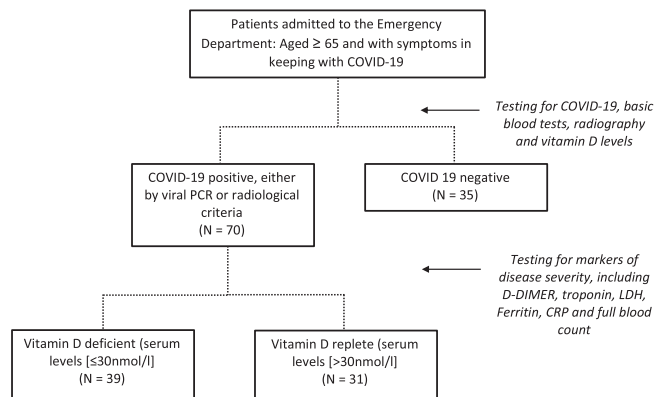 Patients admitted to the Emergency
Department: Aged ≥ 65 and with symptoms in
keeping with COVID-19
Testing for COVID-19, basic
blood tests, radiography
and vitamin D levels
COVID-19 positive, either
by viral PCR or radiological
criteria
(N = 70)
COVID 19 negative
(N = 35)
Testing for markers of
disease severity, including
D-DIMER, troponin, LDH,
Ferritin, CRP and full blood
count
Vitamin D deficient (serum
levels [≤30nmol/l]
(N = 39)
Vitamin D replete (serum
levels [>30nmol/l]
(N = 31)